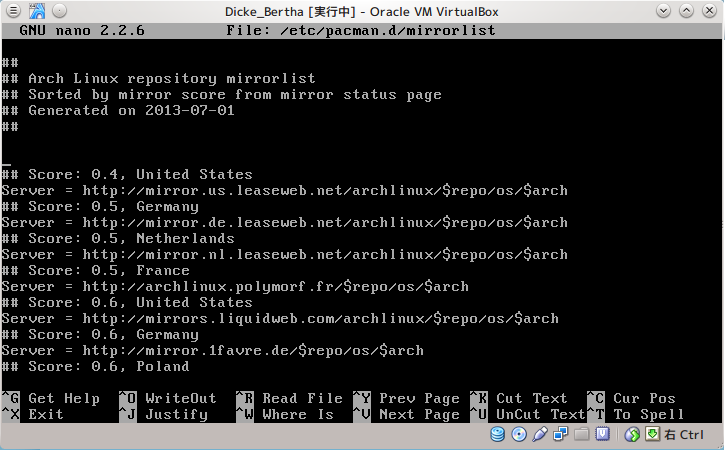 Dicke_Bertha [実行中] - Oracle VM VirtualBox
GNU nano 2.2.6 File: /etc/pacman.d/mirrorlist
##
## Arch Linux repository mirrorlist
## Sorted by mirror score from mirror status page
## Generated on 2013-07-01
##
## Score: 0.4, United States
Server = http://mirror.us.leaseweb.net/archlinux/$repo/os/$arch
## Score: 0.5, Germany
Server = http://mirror.de.leaseweb.net/archlinux/$repo/os/$arch
## Score: 0.5, Netherlands
Server = http://mirror.nl.leaseweb.net/archlinux/$repo/os/$arch
## Score: 0.5, France
Server = http://archlinux.polymorf.fr/$repo/os/$arch
## Score: 0.6, United States
Server = http://mirrors.liquidweb.com/archlinux/$repo/os/$arch
## Score: 0.6, Germany
Server = http://mirror.1favre.de/$repo/os/$arch
## Score: 0.6, Poland
^G Get Help ^O WriteOut ^R Read File ^Y Prev Page ^K Cut Text ^C Cur Pos
^X Exit ^J Justify ^W Where Is ^V Next Page ^U UnCut Text ^T To Spell
右 Ctrl